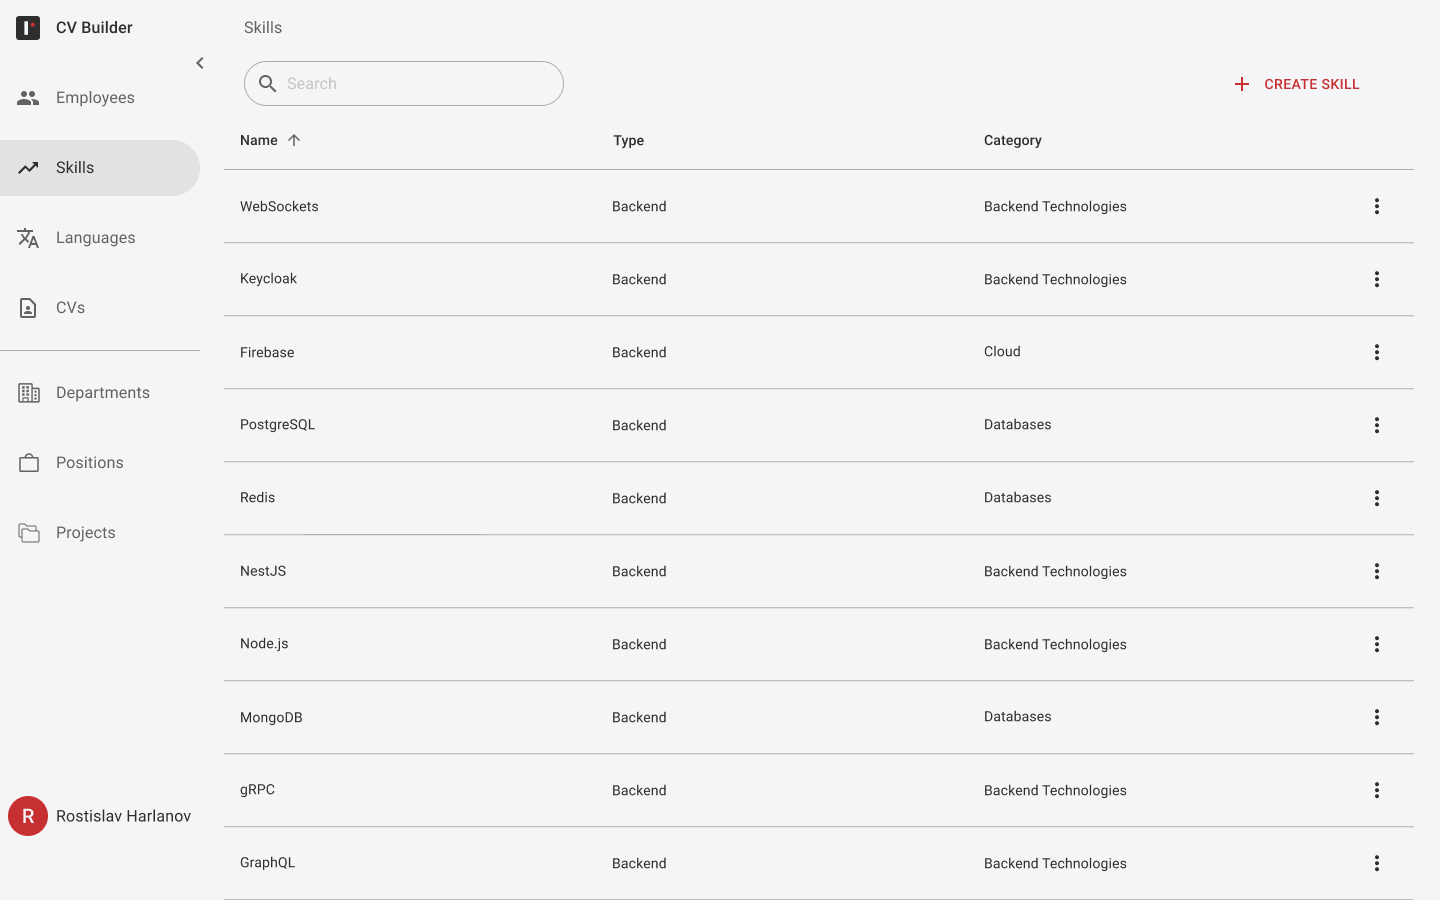 CV Builder
Employees
Skills
Languages
CVs
Departments
Positions
Projects
R
Rostislav Harlanov
Skills
Search
CREATE SKILL
Name Type Category
WebSockets Backend Backend Technologies
Keycloak Backend Backend Technologies
Firebase Backend Cloud
PostgreSQL Backend Databases
Redis Backend Databases
NestJS Backend Backend Technologies
Node.js Backend Backend Technologies
MongoDB Backend Databases
gRPC Backend Backend Technologies
GraphQL Backend Backend Technologies